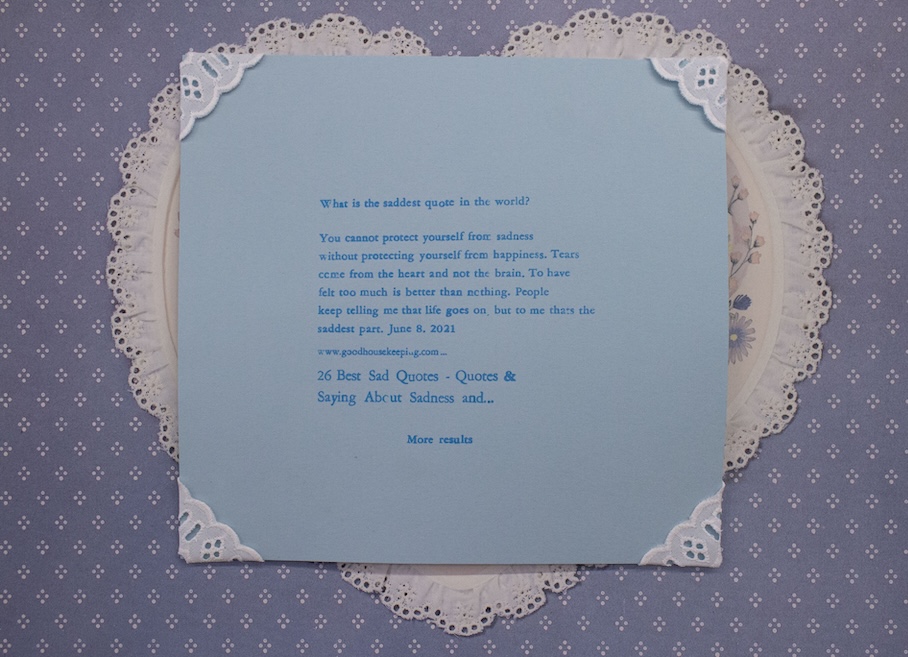 What is the saddest quote in the world?
You cannot protect yourself from sadness
without protecting yourself from happiness. Tears
come from the heart and not the brain. To have
felt too much is better than nothing. People
keep telling me that life goes on, but to me thats the
saddest part. June 8, 2021
www.goodhousekeeping.com...
26 Best Sad Quotes - Quotes &
Saying About Sadness and...
More results